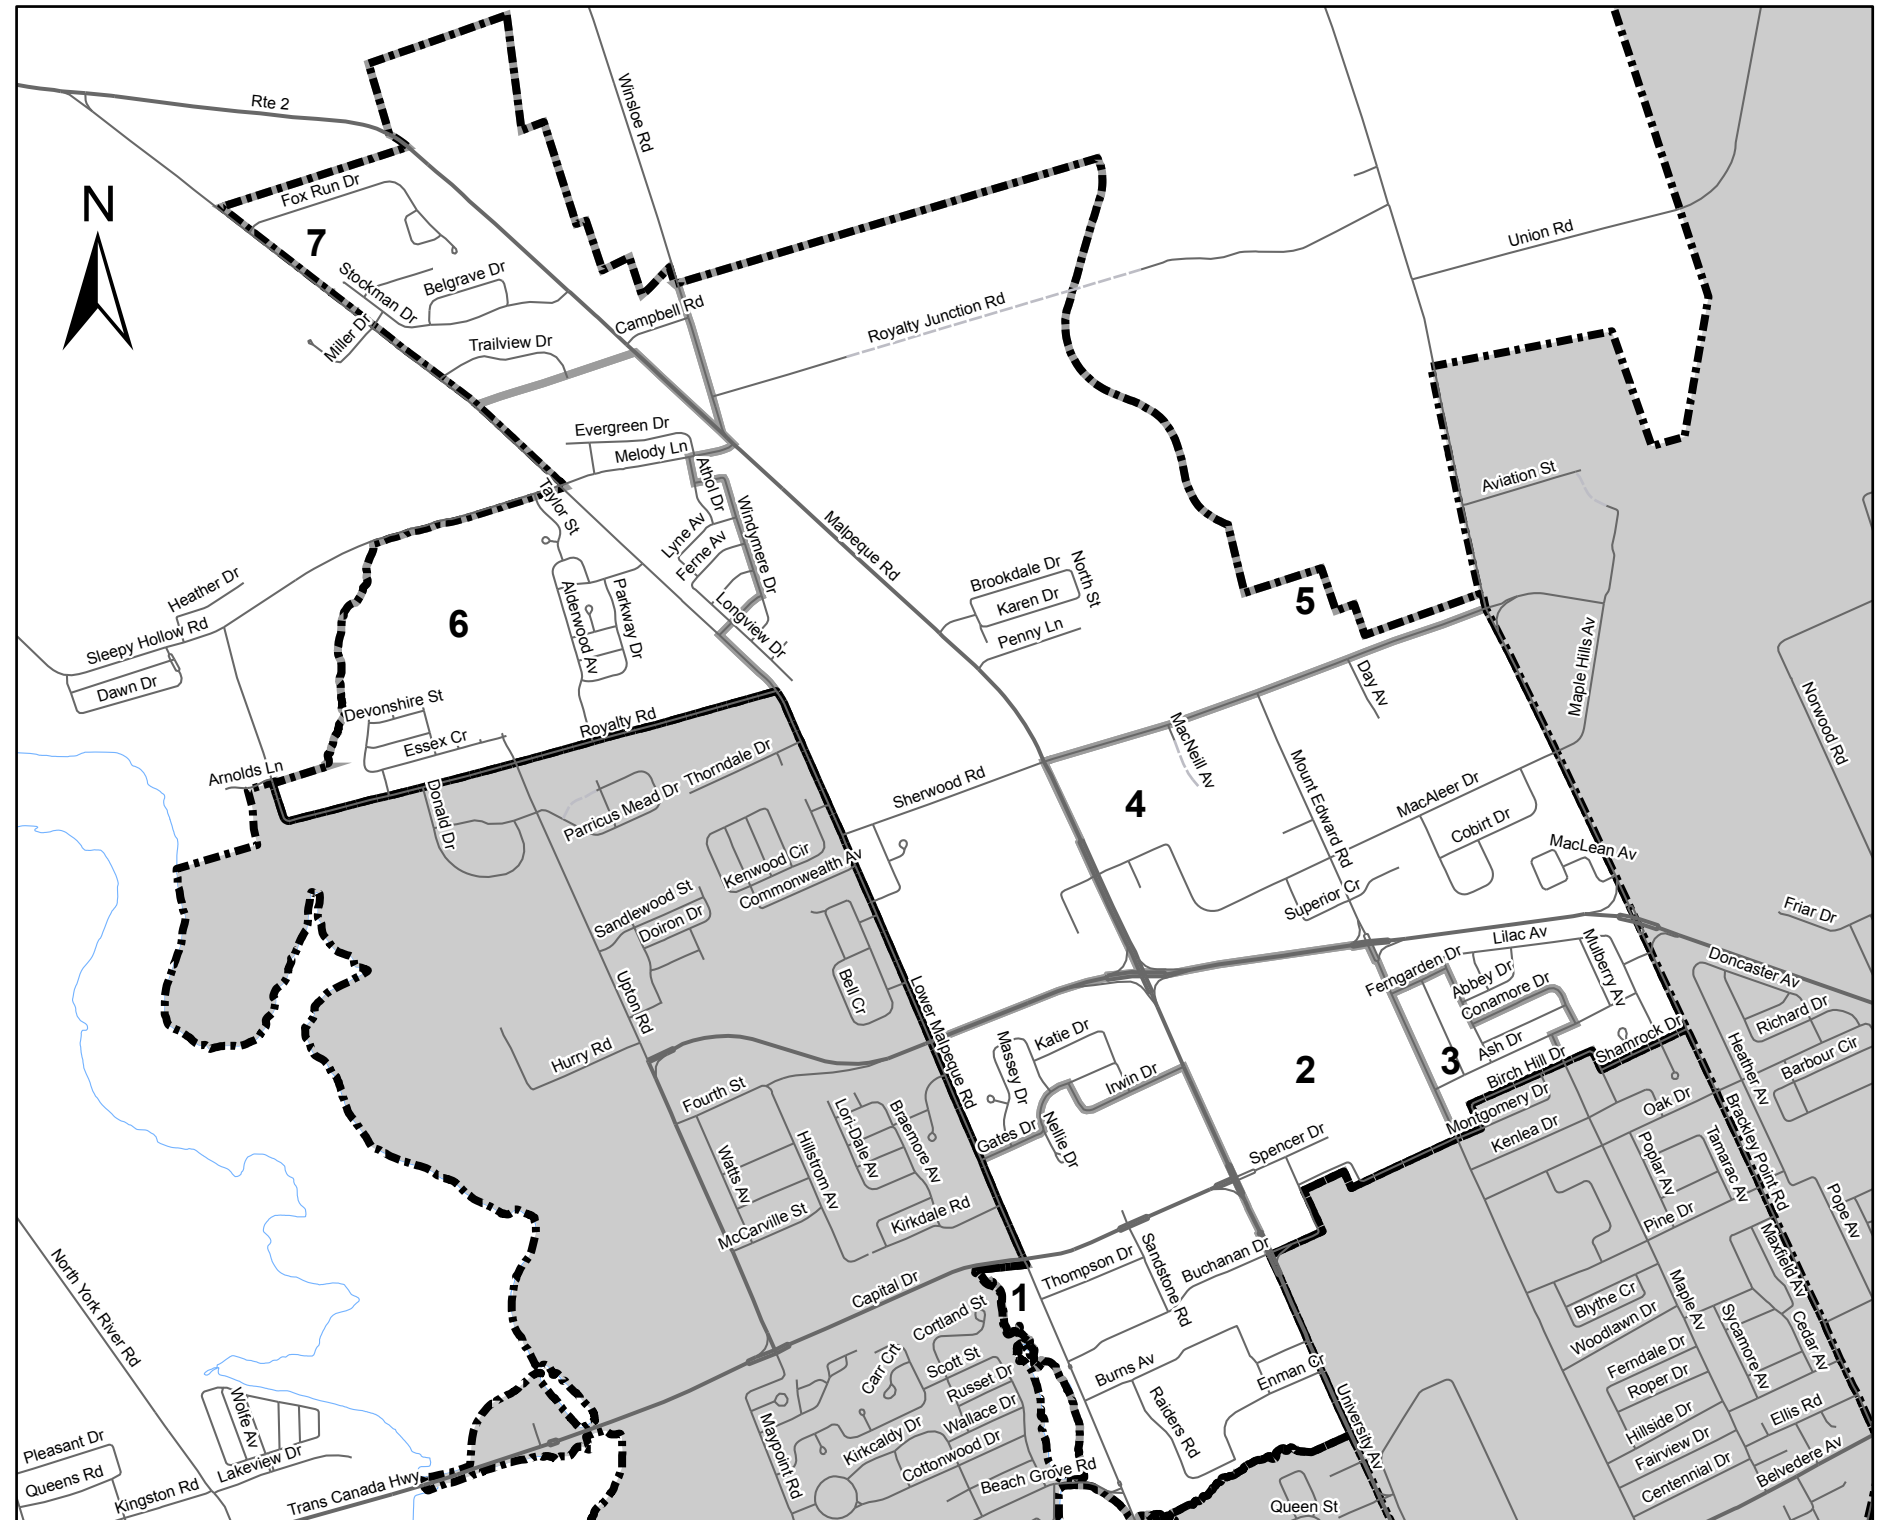 Rte 2
Winsloe Rd
N
Fox Run Dr
7
Union Rd
Stockman Dr
Belgrave Dr
Miller Dr
Campbell Rd
Royalty Junction Rd
Trailview Dr
Evergreen Dr
Melody Ln
Athol Dr
Taylor St
Windymere Dr
Aviation St
Lyne Av
Ferne Av
Malpeque Rd
Heather Dr
Sleepy Hollow Rd
Dawn Dr
6
Alderwood Av
Parkway Dr
Longview Dr
Brookdale Dr
North St
Karen Dr
Penny Ln
5
Maple Hills Av
Day Av
Norwood Rd
Devonshire St
Essex Cr
Royalty Rd
Arnolds Ln
Donald Dr
Parricus Mead Dr
Thorndale Dr
Sherwood Rd
MacNeill Av
4
Mount Edward Rd
MacAleer Dr
Cobirt Dr
MacLean Av
Kenwood Cir
Commonwealth Av
Superior Cr
Sandlewood St
Doiron Dr
Friar Dr
Lilac Av
Mulberry Av
Ferngarden Dr
Abbey Dr
Conamore Dr
Doncaster Av
Richard Dr
Upton Rd
Bell Cr
Lower Malpeque Rd
Hurry Rd
Massey Dr
Katie Dr
Irwin Dr
Nellie Dr
Gates Dr
2
3
Ash Dr
Birch Hill Dr
Shamrock Dr
Heather Av
Barbour Cir
Montgomery Dr
Kenlea Dr
Oak Dr
Brackley Point Rd
Fourth St
Lori-Dale Av
Braemore Av
Hillstrom Av
Watts Av
McCarville St
Kirkdale Rd
Spencer Dr
Poplar Av
Tamarac Av
Pine Dr
Pope Av
Maxfield Av
North York River Rd
Capital Dr
1
Thompson Dr
Sandstone Rd
Buchanan Dr
Cortland St
Carr Crt
Scott St
Russet Dr
Wallace Dr
Burns Av
Enman Cr
Raiders Rd
University Av
Blythe Cr
Woodlawn Dr
Maple Av
Sycamore Av
Cedar Av
Ferndale Dr
Roper Dr
Hillside Dr
Fairview Dr
Centennial Dr
Ellis Rd
Belvedere Av
Wolfe Av
Pleasant Dr
Queens Rd
Lakeview Dr
Kingston Rd
Trans Canada Hwy
Maypoint Rd
Kirkcaldy Dr
Cottonwood Dr
Beach Grove Rd
Queen St